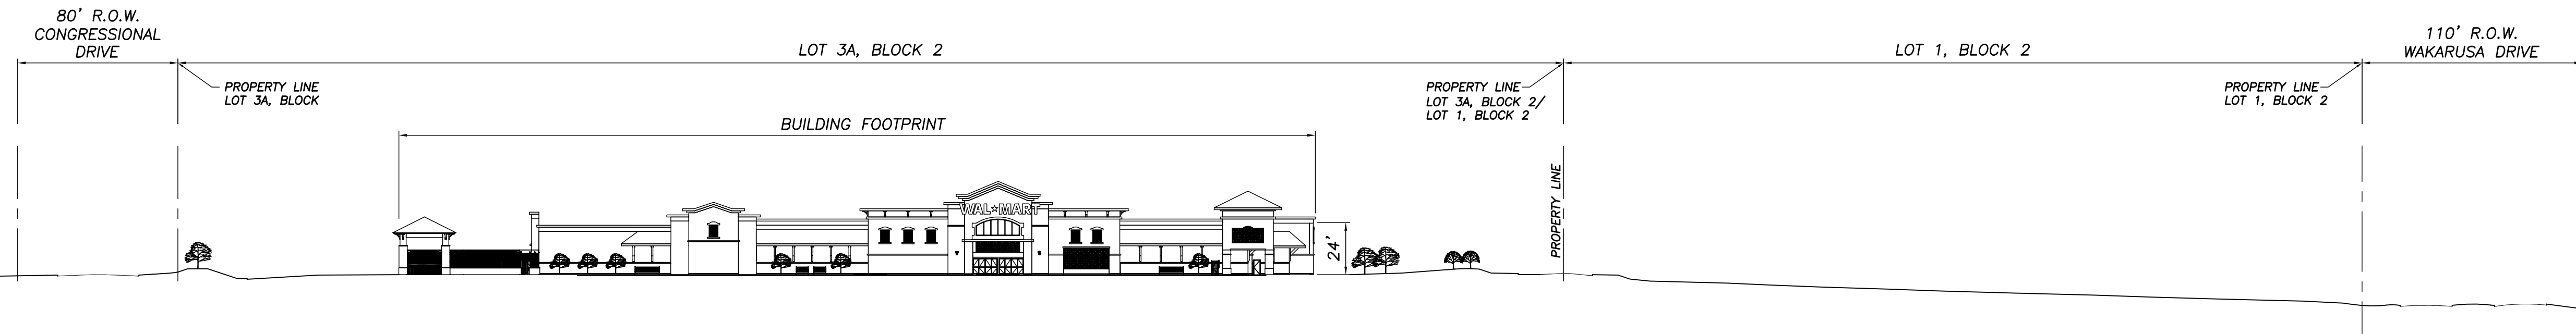 80' R.O.W.
CONGRESSIONAL
DRIVE
LOT 3A, BLOCK 2
LOT 1, BLOCK 2
110' R.O.W.
WAKARUSA DRIVE
PROPERTY LINE
LOT 3A, BLOCK
PROPERTY LINE
LOT 3A, BLOCK 2/
LOT 1, BLOCK 2
PROPERTY LINE
LOT 1, BLOCK 2
BUILDING FOOTPRINT
PROPERTY LINE
WAL★MART
24'